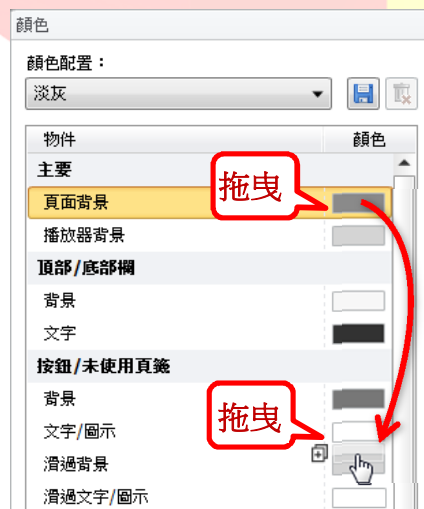 顏色
顏色配置：
淡灰
物件 顏色
主要
頁面背景
拖曳
播放器背景
頂部/底部欄
背景
文字
按鈕/未使用頁籤
背景
文字/圖示
拖曳
滑過背景
滑過文字/圖示